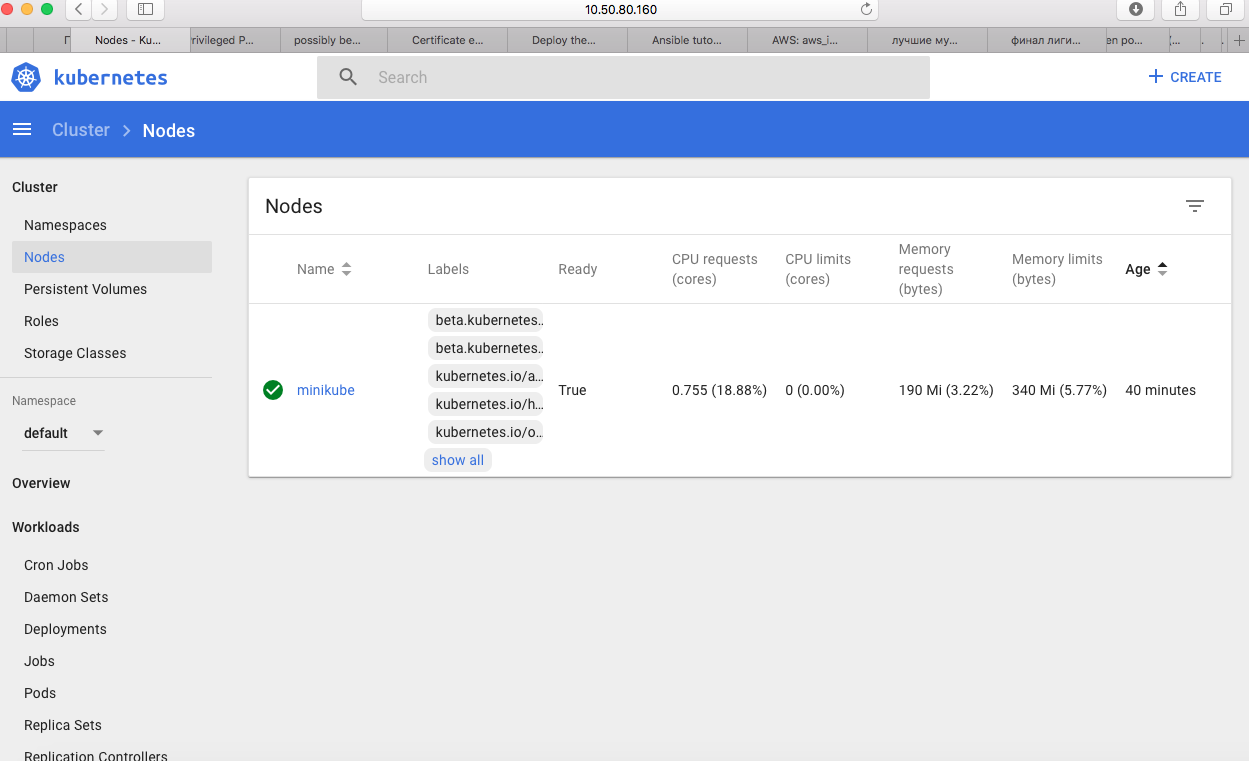 10.50.80.160
Nodes - Ku...
rivileged P...
possibly be...
Certificate e...
Deploy the...
Ansible tuto...
AWS: aws_i...
лучшие му...
финал лиги...
en po...
(...
kubernetes
Search
+ CREATE
Cluster > Nodes
Cluster
Namespaces
Nodes
Persistent Volumes
Roles
Storage Classes
Namespace
default
Overview
Workloads
Cron Jobs
Daemon Sets
Deployments
Jobs
Pods
Replica Sets
Replication Controllers
Nodes
Name
Labels
Ready
CPU requests
(cores)
CPU limits
(cores)
Memory
requests
(bytes)
Memory limits
(bytes)
Age
minikube
beta.kubernetes..
beta.kubernetes..
kubernetes.io/a...
kubernetes.io/h...
kubernetes.io/o...
show all
True
0.755 (18.88%)
0 (0.00%)
190 Mi (3.22%)
340 Mi (5.77%)
40 minutes